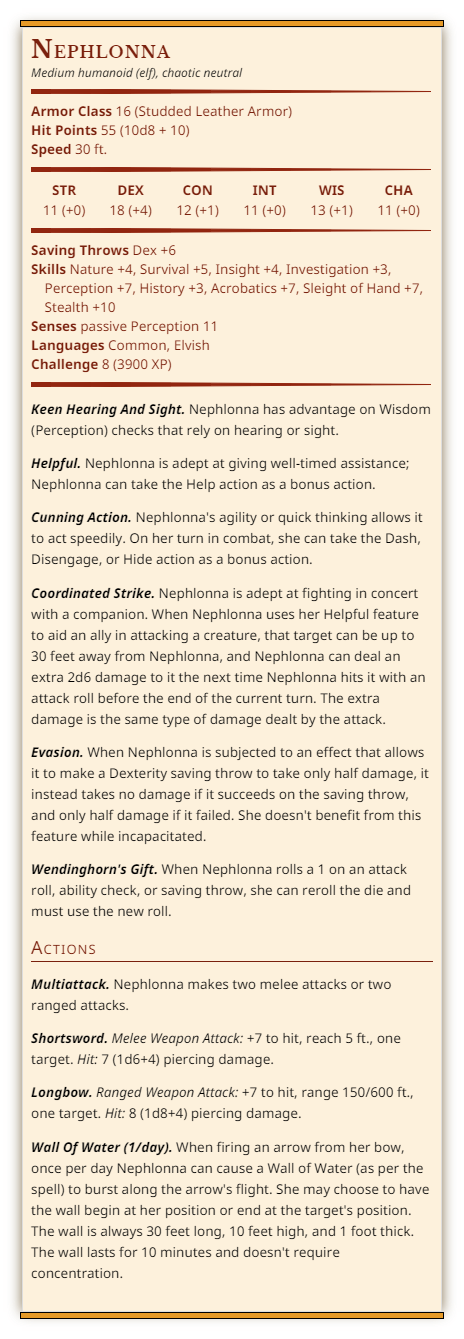 Nephlonna
Medium humanoid (elf), chaotic neutral
Armor Class 16 (Studded Leather Armor)
Hit Points 55 (10d8 + 10)
Speed 30 ft.
STR DEX CON INT WIS CHA
11 (+0) 18 (+4) 12 (+1) 11 (+0) 13 (+1) 11 (+0)
Saving Throws Dex +6
Skills Nature +4, Survival +5, Insight +4, Investigation +3,
Perception +7, History +3, Acrobatics +7, Sleight of Hand +7,
Stealth +10
Senses passive Perception 11
Languages Common, Elvish
Challenge 8 (3900 XP)
Keen Hearing And Sight. Nephlonna has advantage on Wisdom
(Perception) checks that rely on hearing or sight.
Helpful. Nephlonna is adept at giving well-timed assistance;
Nephlonna can take the Help action as a bonus action.
Cunning Action. Nephlonna's agility or quick thinking allows it
to act speedily. On her turn in combat, she can take the Dash,
Disengage, or Hide action as a bonus action.
Coordinated Strike. Nephlonna is adept at fighting in concert
with a companion. When Nephlonna uses her Helpful feature
to aid an ally in attacking a creature, that target can be up to
30 feet away from Nephlonna, and Nephlonna can deal an
extra 2d6 damage to it the next time Nephlonna hits it with an
attack roll before the end of the current turn. The extra
damage is the same type of damage dealt by the attack.
Evasion. When Nephlonna is subjected to an effect that allows
it to make a Dexterity saving throw to take only half damage, it
instead takes no damage if it succeeds on the saving throw,
and only half damage if it failed. She doesn't benefit from this
feature while incapacitated.
Wendinghorn's Gift. When Nephlonna rolls a 1 on an attack
roll, ability check, or saving throw, she can reroll the die and
must use the new roll.
Actions
Multiattack. Nephlonna makes two melee attacks or two
ranged attacks.
Shortsword. Melee Weapon Attack: +7 to hit, reach 5 ft., one
target. Hit: 7 (1d6+4) piercing damage.
Longbow. Ranged Weapon Attack: +7 to hit, range 150/600 ft.,
one target. Hit: 8 (1d8+4) piercing damage.
Wall Of Water (1/day). When firing an arrow from her bow,
once per day Nephlonna can cause a Wall of Water (as per the
spell) to burst along the arrow's flight. She may choose to have
the wall begin at her position or end at the target's position.
The wall is always 30 feet long, 10 feet high, and 1 foot thick.
The wall lasts for 10 minutes and doesn't require
concentration.